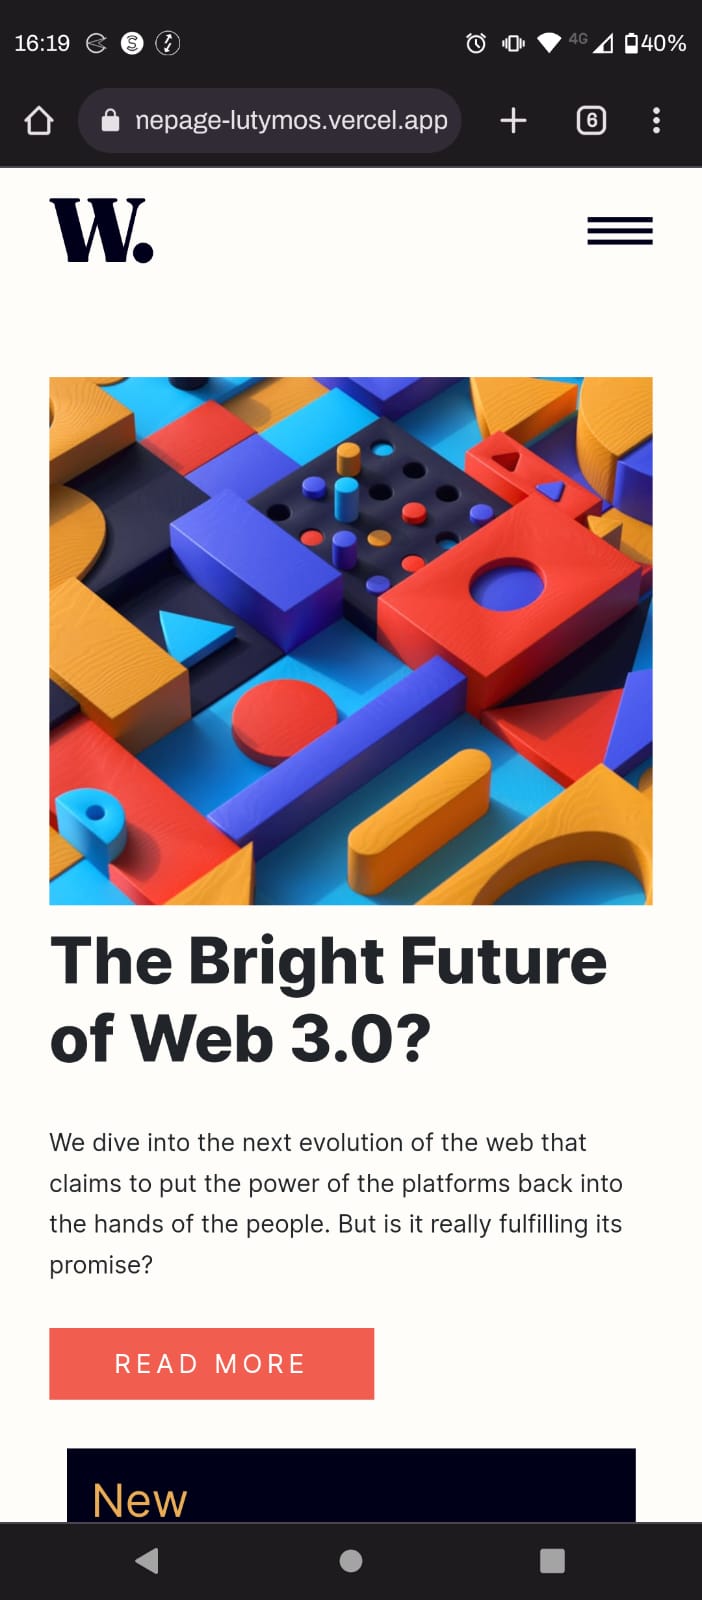 16:19
4G
40%
nepage-lutymos.vercel.app
6
W.
The Bright Future
of Web 3.0?
We dive into the next evolution of the web that
claims to put the power of the platforms back into
the hands of the people. But is it really fulfilling its
promise?
READ MORE
New